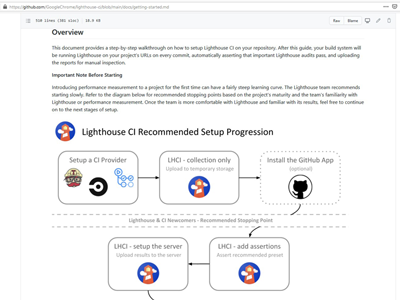 https://github.com/GoogleChrome/lighthouse-ci/blob/main/docs/getting-started.md
518 lines (381 sloc) | 18.9 KB
Raw
Blame
Overview
This document provides a step-by-step walkthrough on how to setup Lighthouse CI on your repository. After this guide, your build system will
be running Lighthouse on your project's URLs on every commit, automatically asserting that important Lighthouse audits pass, and uploading
the reports for manual inspection.
Important Note Before Starting
Introducing performance measurement to a project for the first time can have a fairly steep learning curve. The Lighthouse team recommends
starting slowly. Refer to the diagram below for recommended stopping points based on the project's maturity and the team's familiarity with
Lighthouse or performance measurement. Once the team is more comfortable with Lighthouse and familiar with its results, feel free to continue
on to the next stages of setup.
Lighthouse CI Recommended Setup Progression
Setup a CI Provider
LHCI - collection only
Upload to temporary storage
Install the GitHub App
(optional)
Lighthouse & CI Newcomers - Recommended Stopping Point
LHCI - setup the server
Upload results to the server
LHCI - add assertions
Assert recommended preset